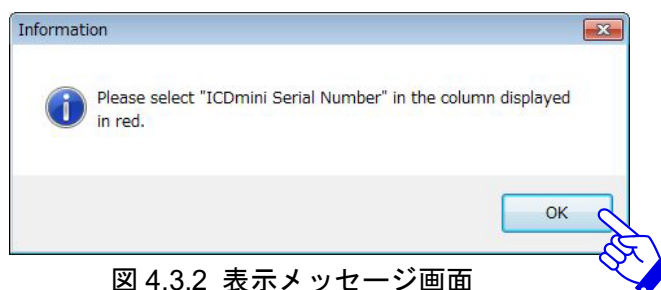 Information
Please select "ICDmini Serial Number" in the column displayed
in red.
OK
図 4.3.2 表示メッセージ画面